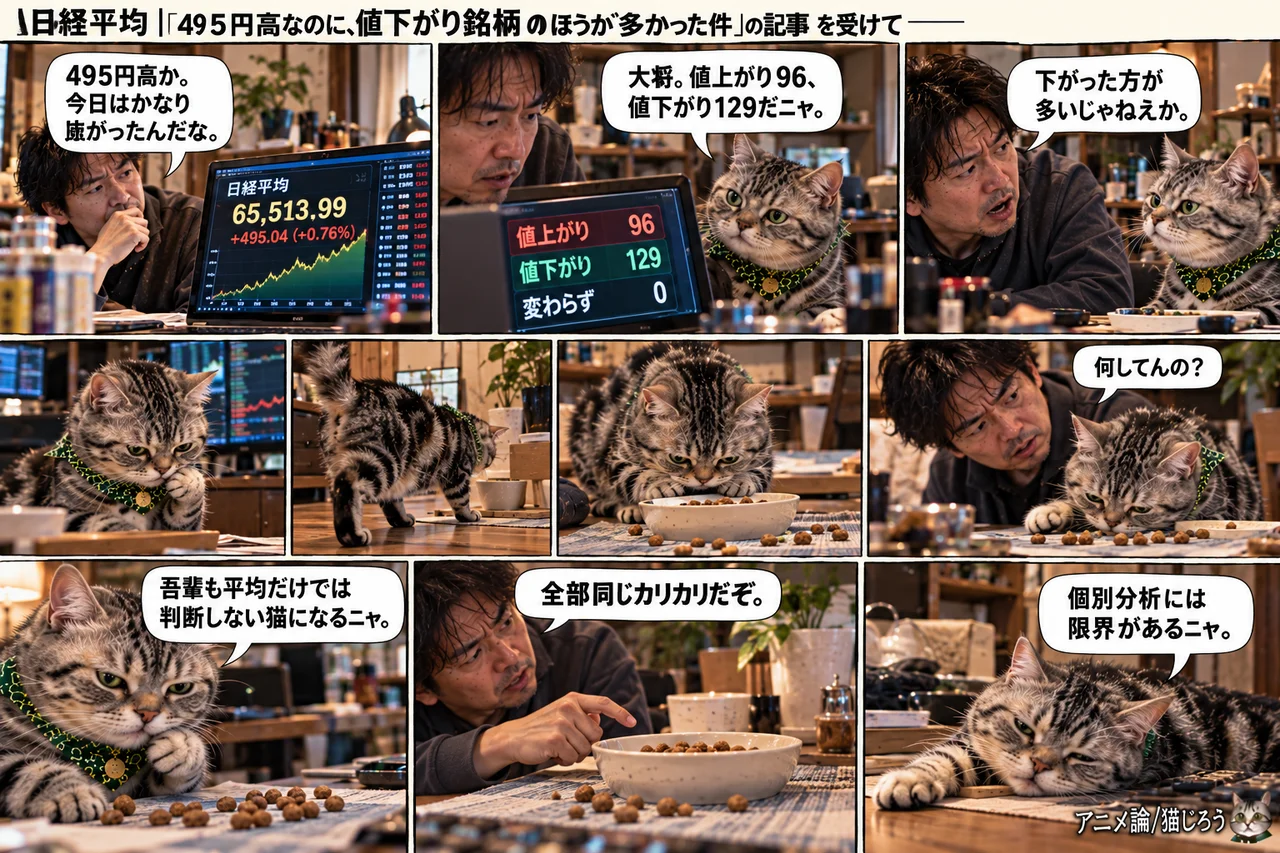 日経平均｜「495円高なのに、値下がり銘柄のほうが多かった件」の記事を受けて──
495円高か。
今日はかなり
がったんだな。
日経平均
65,513.99
+495.04 (+0.76%)
大将。値上がり96、
値下がり129だニャ。
値上がり 96
値下がり 129
変わらず 0
下がった方が
多いじゃねえか。
何してんの？
吾輩も平均だけでは
判断しない猫になるニャ。
全部同じカリカリだぞ。
個別分析には
限界があるニャ。
アニメ論/猫じろう